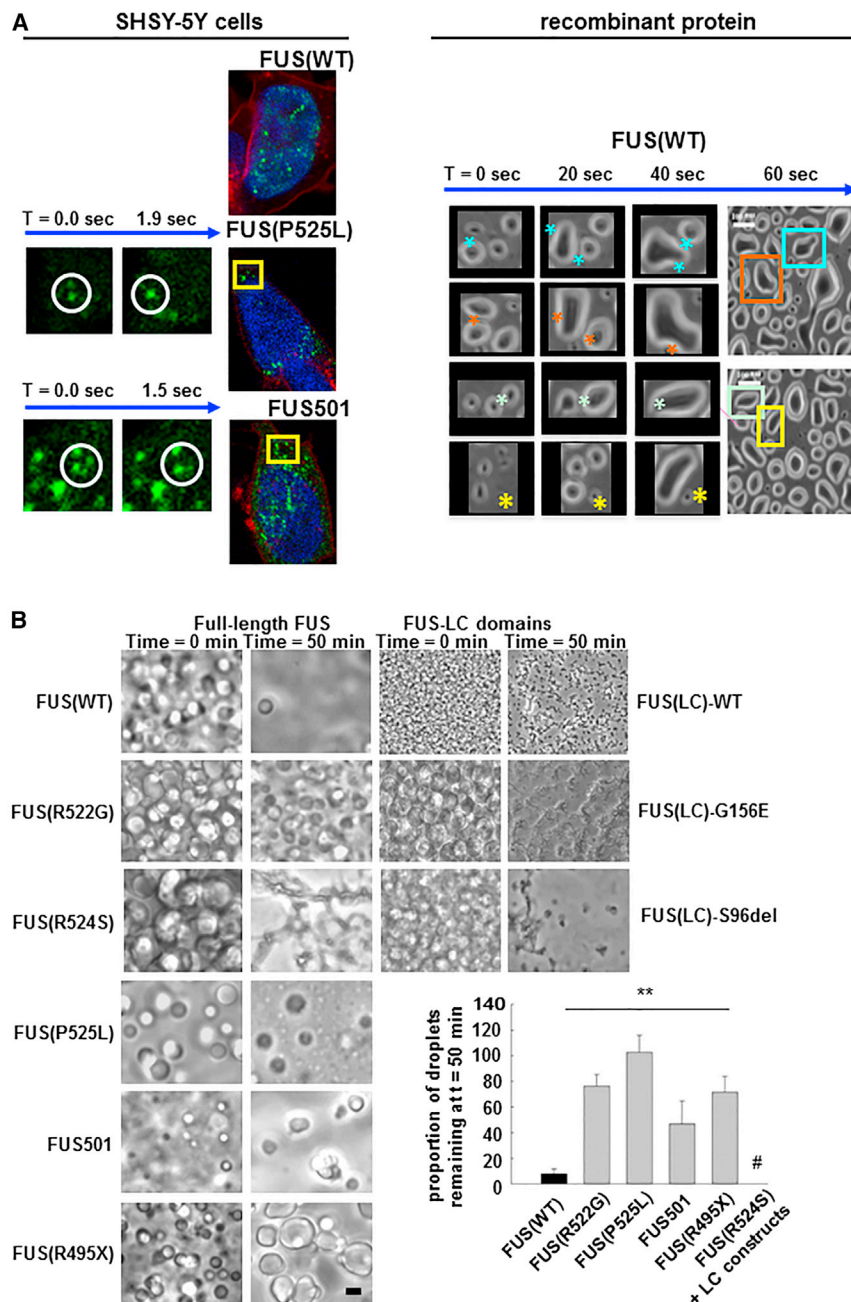 A
SHSY-5Y cells
recombinant protein
FUS(WT)
T = 0.0 sec 1.9 sec
FUS(P525L)
T = 0.0 sec 1.5 sec
FUS501
FUS(WT)
T = 0 sec 20 sec 40 sec 60 sec
B
Full-length FUS FUS-LC domains
Time = 0 min Time = 50 min Time = 0 min Time = 50 min
FUS(WT) FUS(LC)-WT
FUS(R522G) FUS(LC)-G156E
FUS(R524S) FUS(LC)-S96del
FUS(P525L)
FUS501
FUS(R495X)
proportion of droplets
remaining at t = 50 min
140
120
100
80
60
40
20
0
**
#
FUS(WT)
FUS(R522G)
FUS(P525L)
FUS501
FUS(R495X)
FUS(R524S)
+ LC constructs